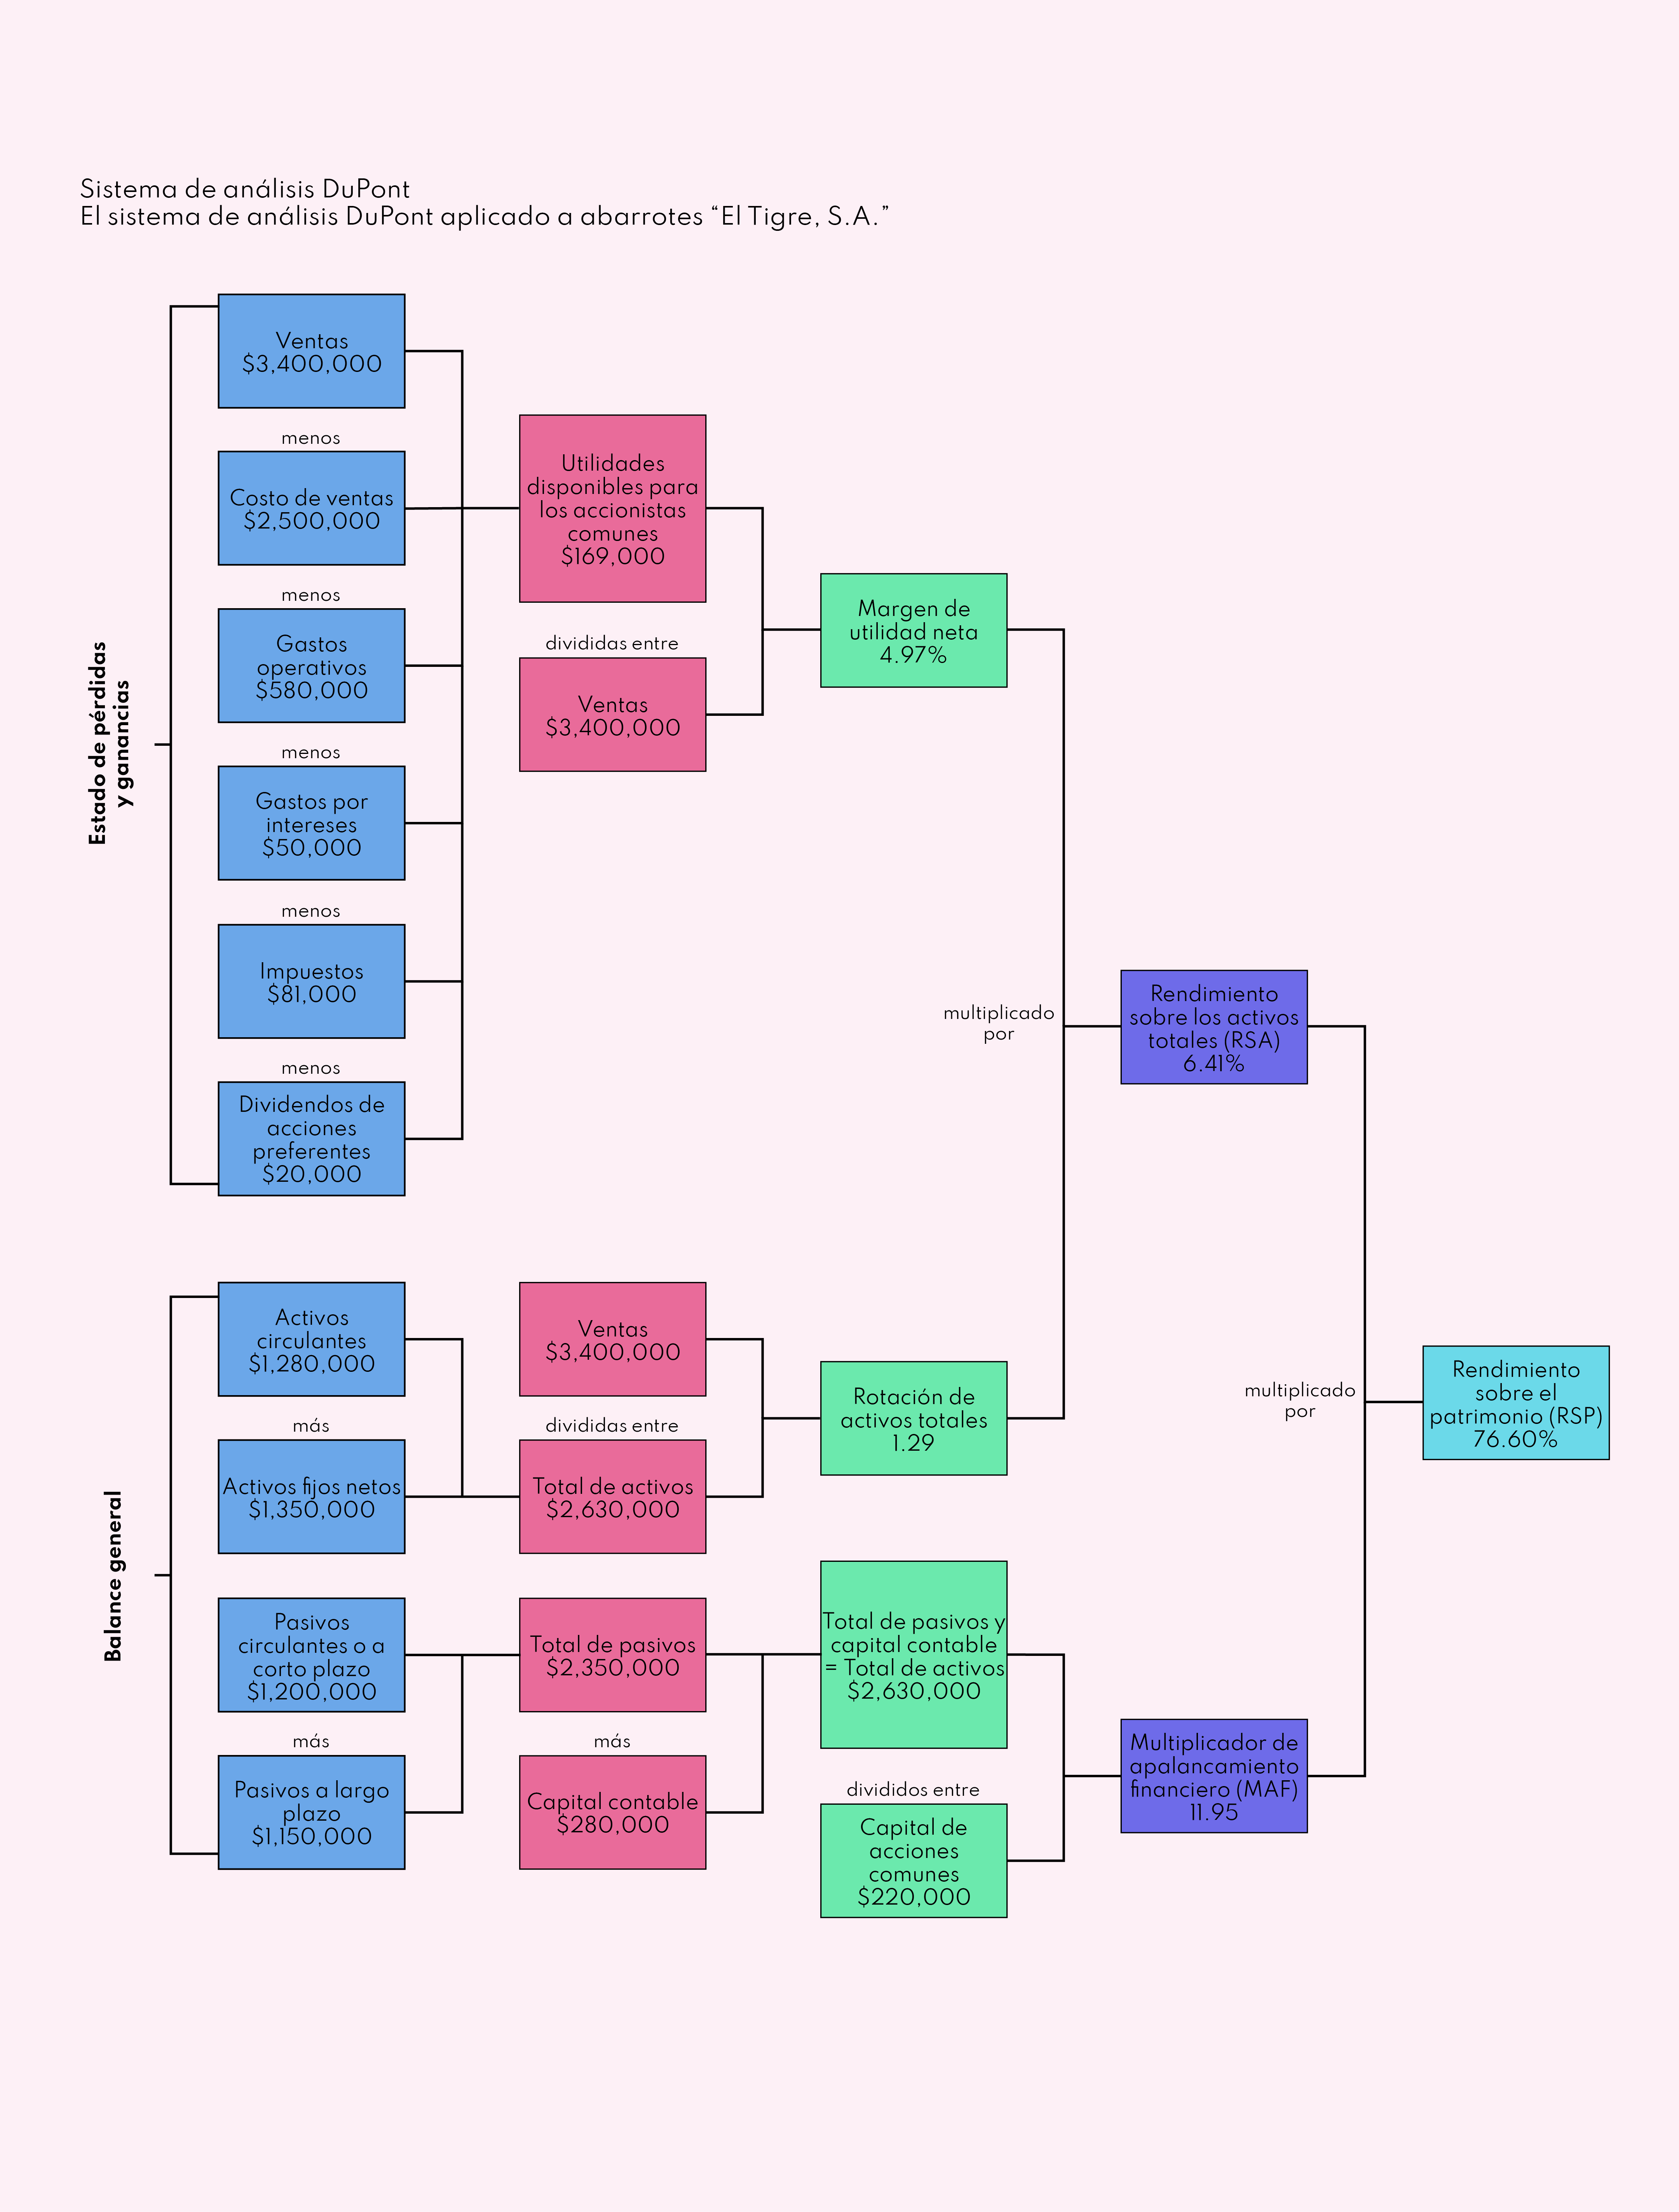 Sistema de análisis DuPont
El sistema de análisis DuPont aplicado a abarrotes “El Tigre, S.A.”
Estado de pérdidas
y ganancias
Ventas
$3,400,000
menos
Costo de ventas
$2,500,000
menos
Gastos
operativos
$580,000
menos
Gastos por
intereses
$50,000
menos
Impuestos
$81,000
menos
Dividendos de
acciones
preferentes
$20,000
Utilidades
disponibles para
los accionistas
comunes
$169,000
divididas entre
Ventas
$3,400,000
Margen de
utilidad neta
4.97%
Balance general
Activos
circulantes
$1,280,000
más
Activos fijos netos
$1,350,000
Pasivos
circulantes o a
corto plazo
$1,200,000
más
Pasivos a largo
plazo
$1,150,000
Ventas
$3,400,000
divididas entre
Total de activos
$2,630,000
Total de pasivos
$2,350,000
más
Capital contable
$280,000
Rotación de
activos totales
1.29
Total de pasivos y
capital contable
= Total de activos
$2,630,000
divididos entre
Capital de
acciones
comunes
$220,000
multiplicado
por
Rendimiento
sobre los activos
totales (RSA)
6.41%
Multiplicador de
apalancamiento
financiero (MAF)
11.95
multiplicado
por
Rendimiento
sobre el
patrimonio (RSP)
76.60%